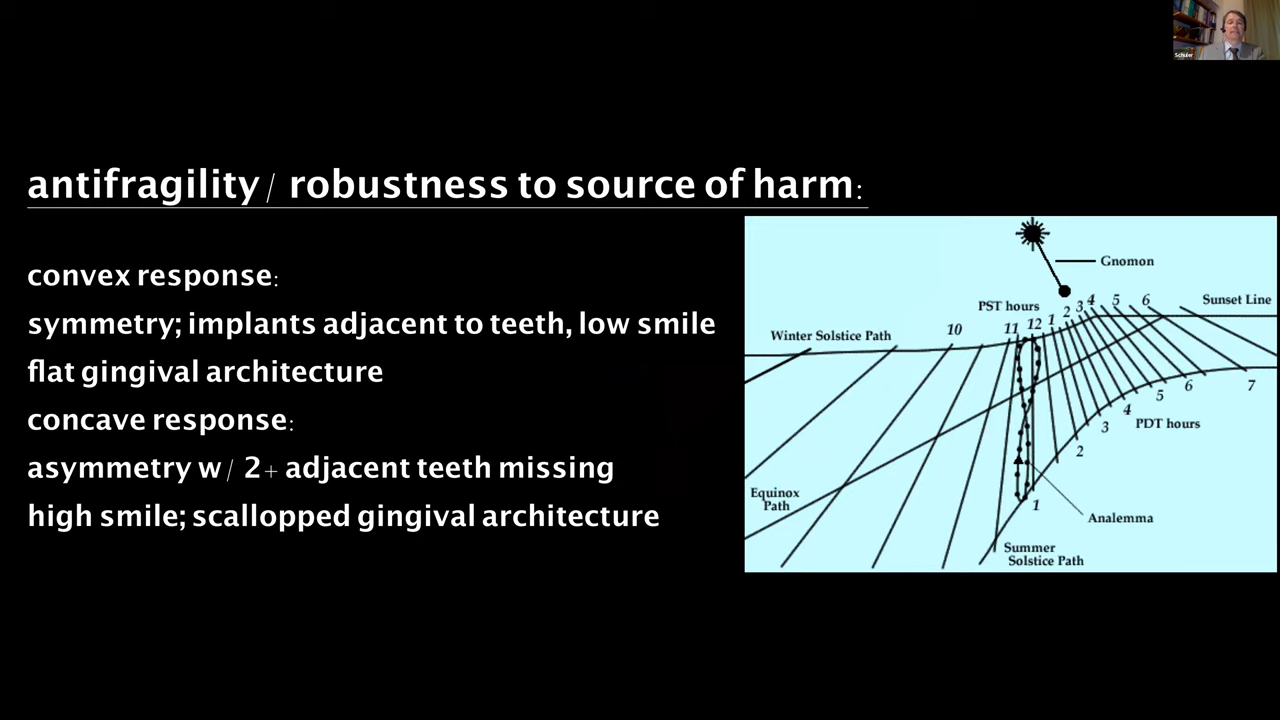 Schuler
antifragility/ robustness to source of harm:
convex response:
symmetry; implants adjacent to teeth, low smile
flat gingival architecture
concave response:
asymmetry w/ 2+ adjacent teeth missing
high smile; scallopped gingival architecture
Gnomon
PST hours
Sunset Line
Winter Solstice Path
10
11
12
1
2
3
4
5
6
7
6
5
4
3
2
1
PDT hours
Equinox
Path
Analemma
Summer
Solstice Path